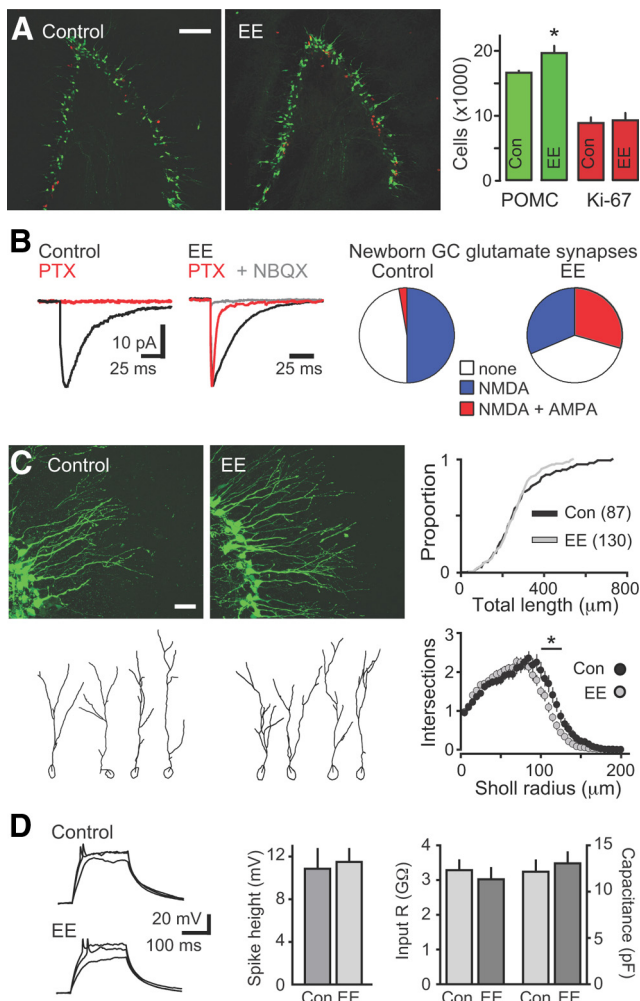 A
Control
EE
*
20
10
0
Cells (x1000)
Con
EE
Con
EE
POMC
Ki-67
B
Control
PTX
10 pA
25 ms
EE
PTX + NBQX
25 ms
Newborn GC glutamate synapses
Control
EE
none
NMDA
NMDA + AMPA
C
Control
EE
Proportion
1
0
0
400
800
Con (87)
EE (130)
Total length (μm)
Intersections
3
2
1
0
*
Con
EE
0
100
200
Sholl radius (μm)
D
Control
EE
20 mV
100 ms
Spike height (mV)
12
8
4
0
Con EE
Input R (GΩ)
4
3
2
1
0
Con EE
Con EE
15
10
5
0
Capacitance (pF)